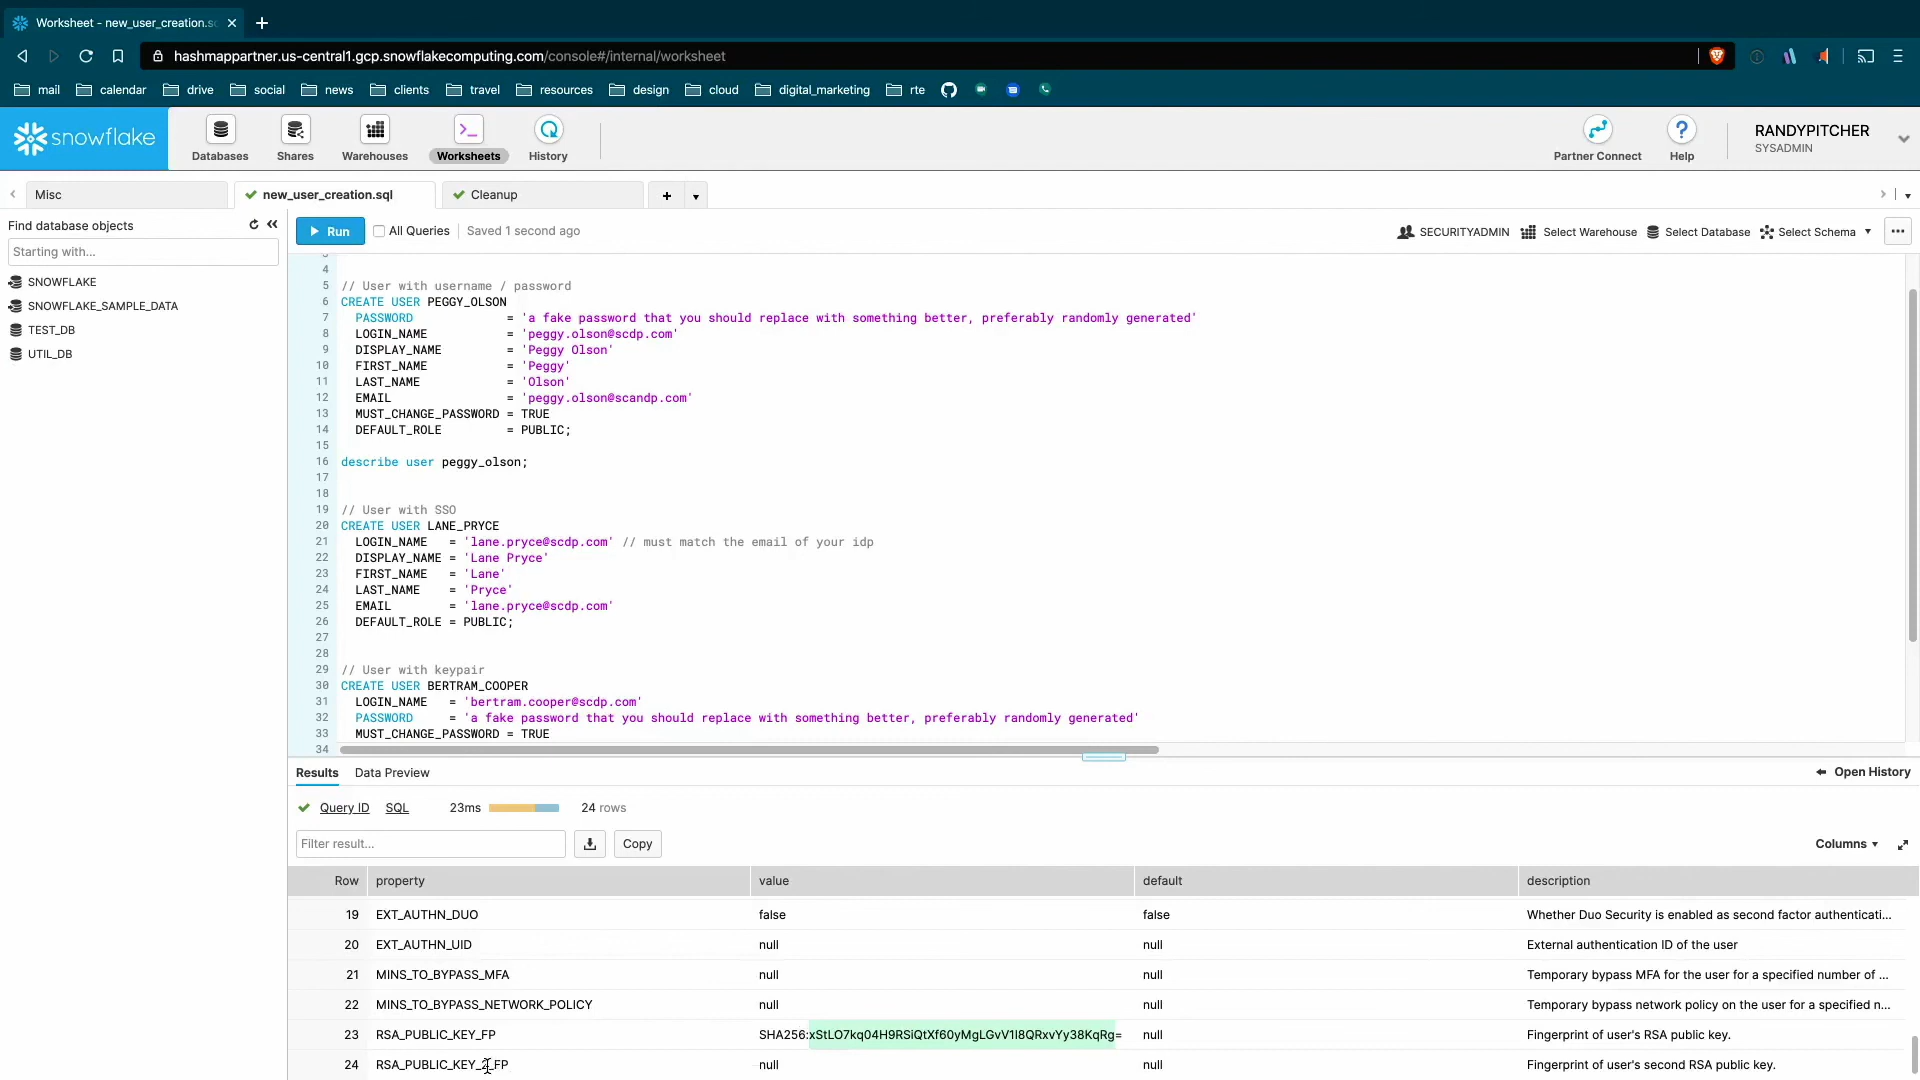 Worksheet - new_user_creation.sc
hashmappartner.us-central1.gcp.snowflakecomputing.com/console#/internal/worksheet
mail calendar drive social news clients travel resources design cloud digital_marketing rte
snowflake
Databases Shares Warehouses Worksheets History Partner Connect Help
RANDYPITCHER
SYSADMIN
Misc new_user_creation.sql Cleanup
Find database objects
Starting with...
SNOWFLAKE
SNOWFLAKE_SAMPLE_DATA
TEST_DB
UTIL_DB
Run All Queries Saved 1 second ago SECURITYADMIN Select Warehouse Select Database Select Schema
4
5 // User with username / password
6 CREATE USER PEGGY_OLSON
7 PASSWORD = 'a fake password that you should replace with something better, preferably randomly generated'
8 LOGIN_NAME = 'peggy.olson@scdp.com'
9 DISPLAY_NAME = 'Peggy Olson'
10 FIRST_NAME = 'Peggy'
11 LAST_NAME = 'Olson'
12 EMAIL = 'peggy.olson@scandp.com'
13 MUST_CHANGE_PASSWORD = TRUE
14 DEFAULT_ROLE = PUBLIC;
15
16 describe user peggy_olson;
17
18
19 // User with SSO
20 CREATE USER LANE_PRYCE
21 LOGIN_NAME = 'lane.pryce@scdp.com' // must match the email of your idp
22 DISPLAY_NAME = 'Lane Pryce'
23 FIRST_NAME = 'Lane'
24 LAST_NAME = 'Pryce'
25 EMAIL = 'lane.pryce@scdp.com'
26 DEFAULT_ROLE = PUBLIC;
27
28
29 // User with keypair
30 CREATE USER BERTRAM_COOPER
31 LOGIN_NAME = 'bertram.cooper@scdp.com'
32 PASSWORD = 'a fake password that you should replace with something better, preferably randomly generated'
33 MUST_CHANGE_PASSWORD = TRUE
34
Results Data Preview Open History
Query ID SQL 23ms 24 rows
Filter result... Copy Columns
Row property value default description
19 EXT_AUTHN_DUO false false Whether Duo Security is enabled as second factor authenticati...
20 EXT_AUTHN_UID null null External authentication ID of the user
21 MINS_TO_BYPASS_MFA null null Temporary bypass MFA for the user for a specified number of ...
22 MINS_TO_BYPASS_NETWORK_POLICY null null Temporary bypass network policy on the user for a specified n...
23 RSA_PUBLIC_KEY_FP SHA256:xStLO7kq04H9RSiQtXf60yMgLGvV1I8QRxvYy38KqRg= null Fingerprint of user's RSA public key.
24 RSA_PUBLIC_KEY_2_FP null null Fingerprint of user's second RSA public key.